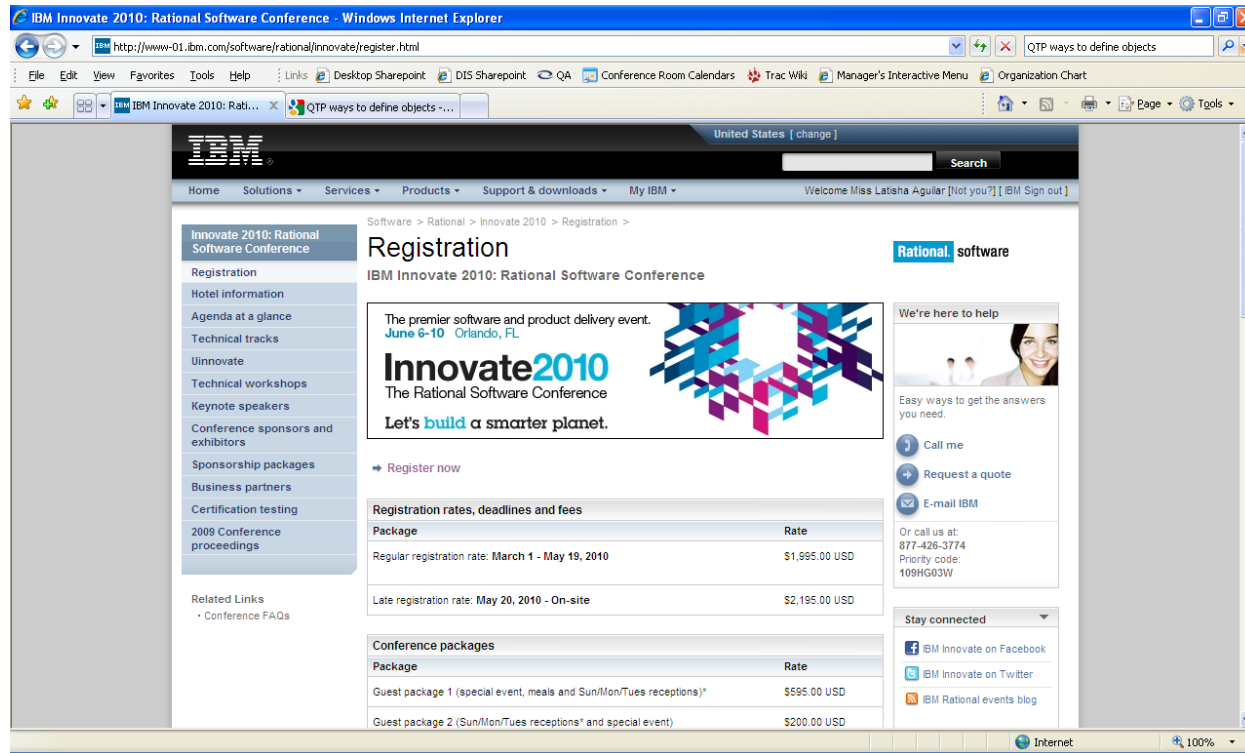 IBM Innovate 2010: Rational Software Conference - Windows Internet Explorer
http://www-01.ibm.com/software/rational/innovate/register.html
QTP ways to define objects
File Edit View Favorites Tools Help Links Desktop Sharepoint DIS Sharepoint QA Conference Room Calendars Trac Wiki Manager's Interactive Menu Organization Chart
IBM Innovate 2010: Rati... QTP ways to define objects -... Page Tools
United States [ change ]
IBM®
Search
Home Solutions Services Products Support & downloads My IBM Welcome Miss Latisha Aguilar [Not you?] [ IBM Sign out ]
Software > Rational > Innovate 2010 > Registration >
Innovate 2010: Rational
Software Conference
Registration
Hotel information
Agenda at a glance
Technical tracks
Uinnovate
Technical workshops
Keynote speakers
Conference sponsors and
exhibitors
Sponsorship packages
Business partners
Certification testing
2009 Conference
proceedings
Related Links
· Conference FAQs
Registration
IBM Innovate 2010: Rational Software Conference
Rational. software
The premier software and product delivery event.
June 6-10 Orlando, FL
Innovate2010
The Rational Software Conference
Let's build a smarter planet.
Register now
Registration rates, deadlines and fees
Package Rate
Regular registration rate: March 1 - May 19, 2010 $1,995.00 USD
Late registration rate: May 20, 2010 - On-site $2,195.00 USD
Conference packages
Package Rate
Guest package 1 (special event, meals and Sun/Mon/Tues receptions)* $595.00 USD
Guest package 2 (Sun/Mon/Tues receptions* and special event) $200.00 USD
We're here to help
Easy ways to get the answers
you need.
Call me
Request a quote
E-mail IBM
Or call us at:
877-426-3774
Priority code:
109HG03W
Stay connected
IBM Innovate on Facebook
IBM Innovate on Twitter
IBM Rational events blog
Internet 100%